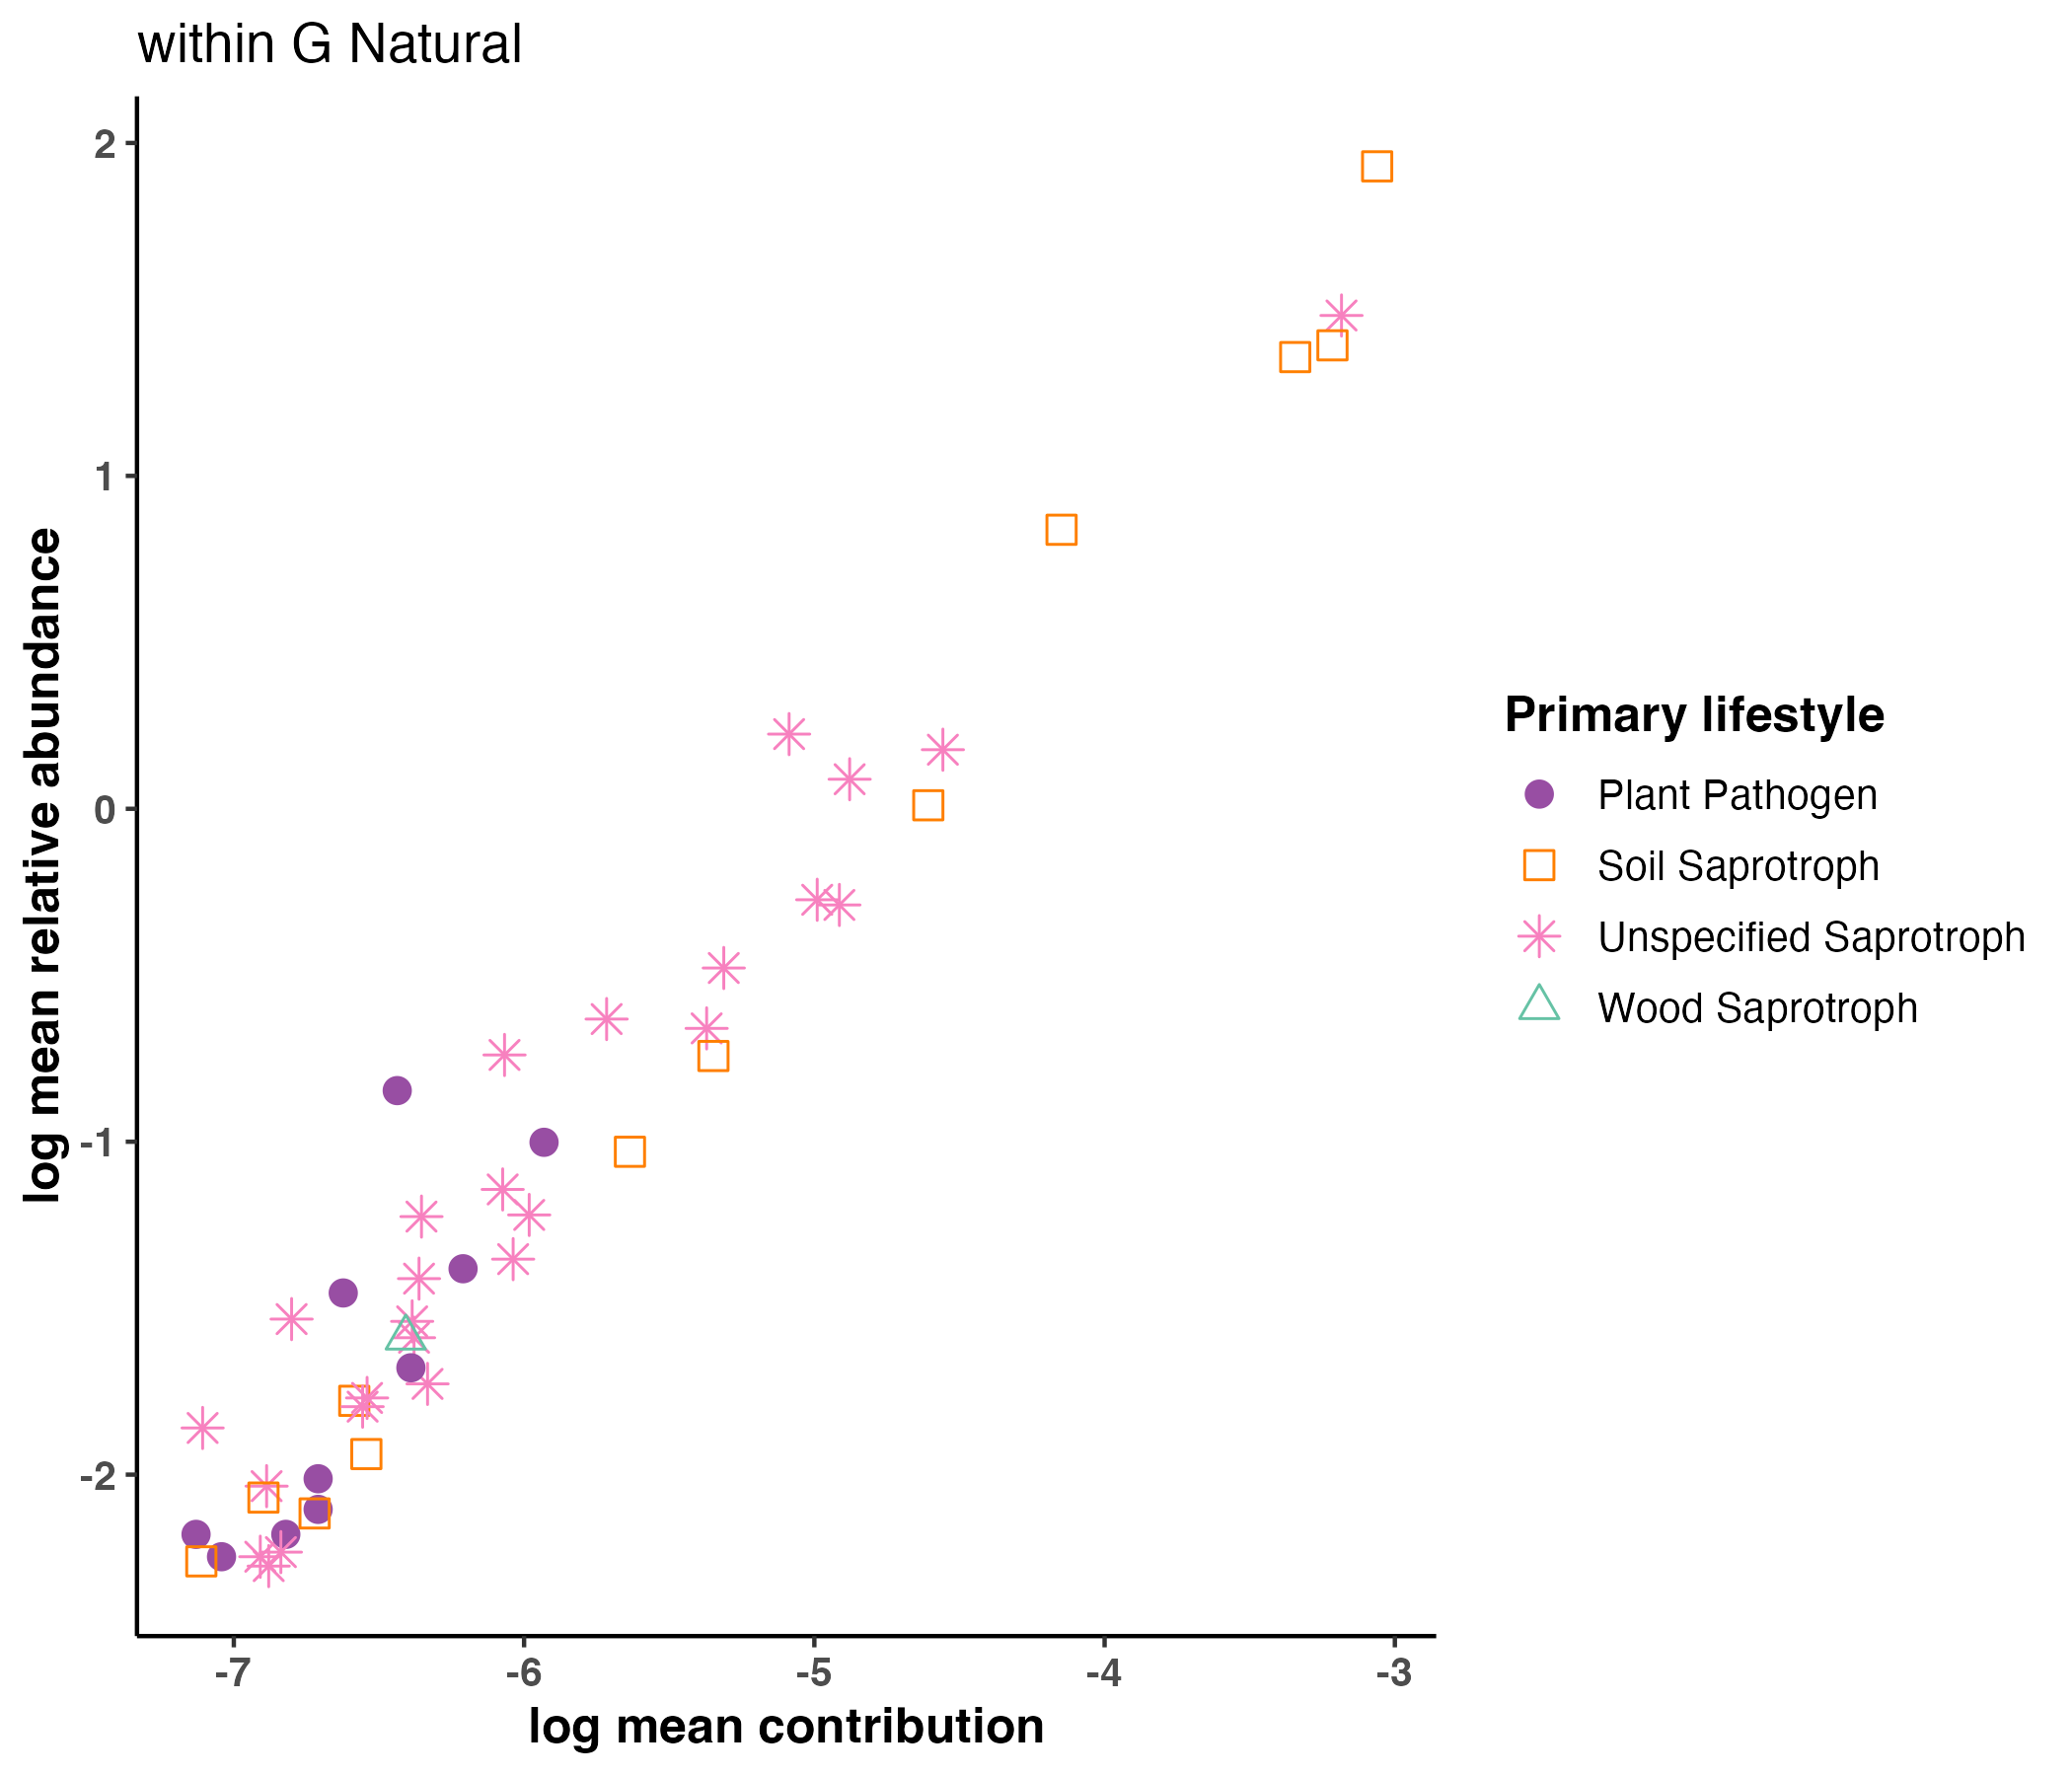 within G Natural
2
1
0
-1
-2
log mean relative abundance
-7 -6 -5 -4 -3
log mean contribution
Primary lifestyle
Plant Pathogen
Soil Saprotroph
Unspecified Saprotroph
Wood Saprotroph